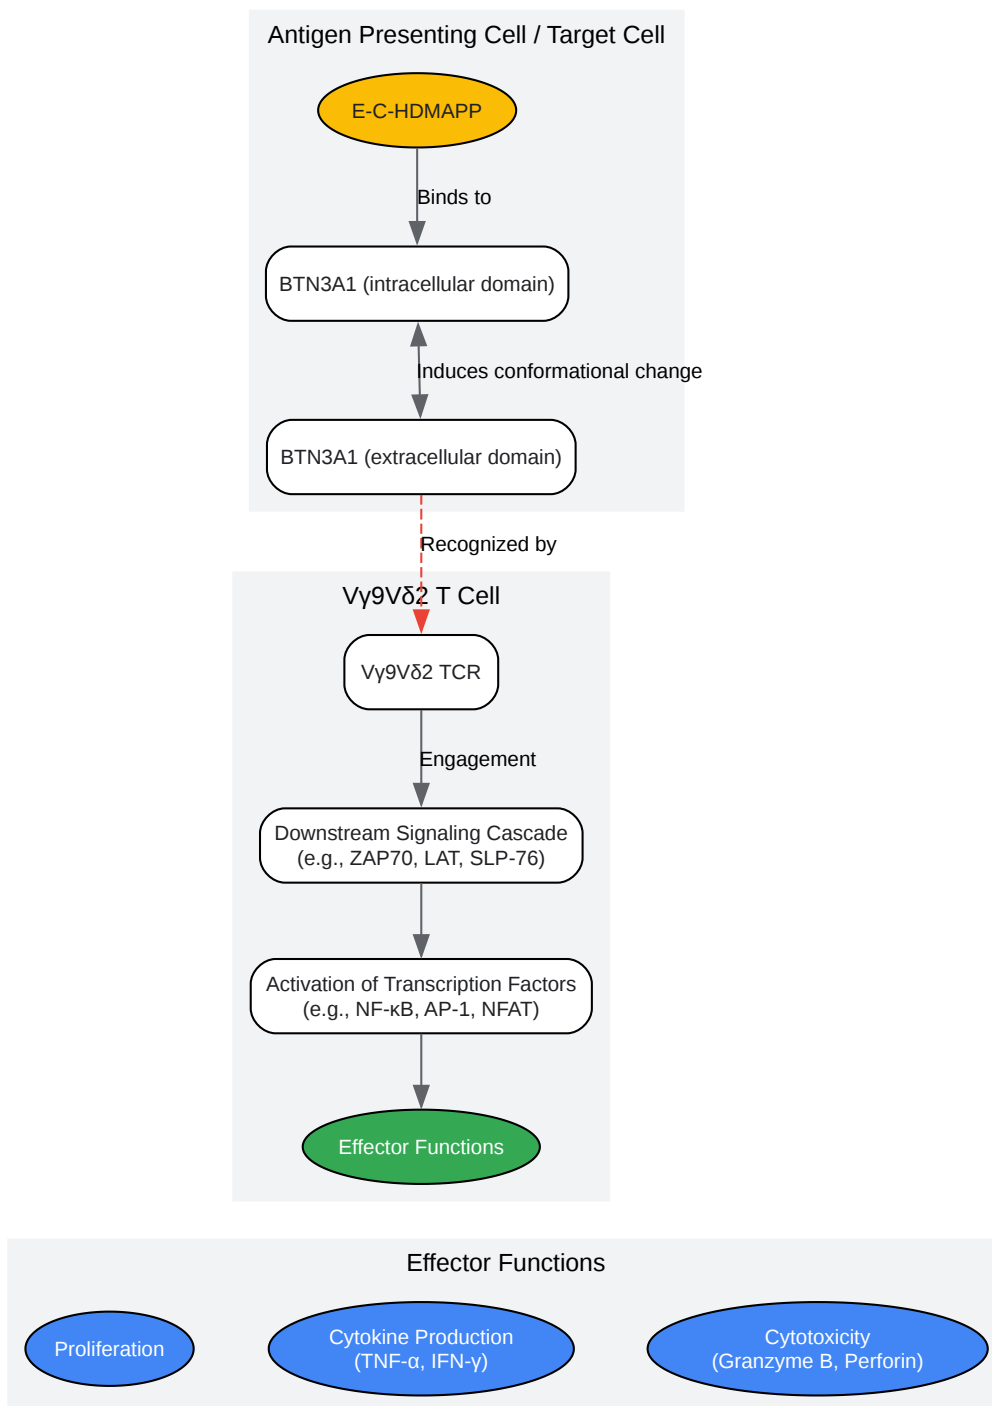 Antigen Presenting Cell / Target Cell
E-C-HDMAPP
Binds to
BTN3A1 (intracellular domain)
Induces conformational change
BTN3A1 (extracellular domain)
Recognized by
Vγ9Vδ2 T Cell
Vγ9Vδ2 TCR
Engagement
Downstream Signaling Cascade
(e.g., ZAP70, LAT, SLP-76)
Activation of Transcription Factors
(e.g., NF-κB, AP-1, NFAT)
Effector Functions
Effector Functions
Proliferation
Cytokine Production
(TNF-α, IFN-γ)
Cytotoxicity
(Granzyme B, Perforin)